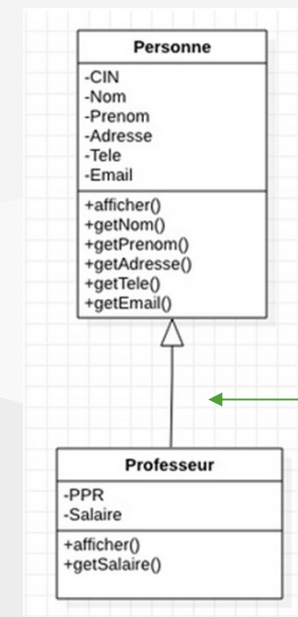 Personne
-CIN
-Nom
-Prenom
-Adresse
-Tele
-Email
+afficher()
+getNom()
+getPrenom()
+getAdresse()
+getTele()
+getEmail()
Professeur
-PPR
-Salaire
+afficher()
+getSalaire()